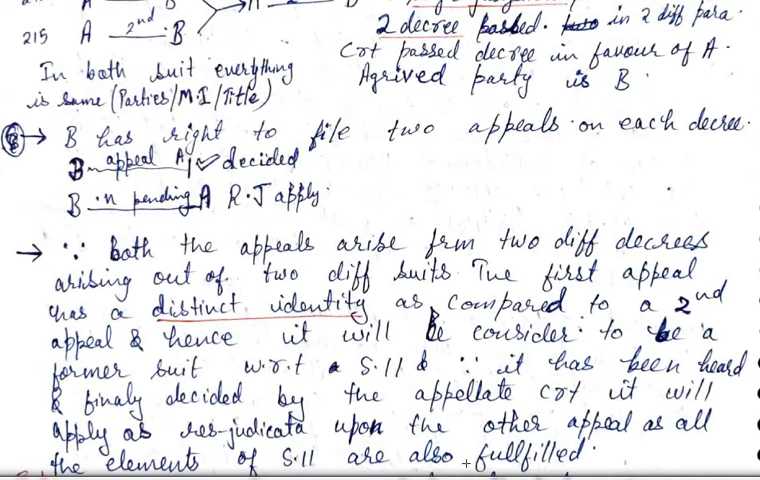 215 A 2nd B
2 decree passed. in 2 diff para.
Crt passed decree in favour of A.
In both suit everything
is same (Parties/M.I/Title)
Agrived party is B
→ B has right to file two appeals on each decree.
B appeal A ✓ decided
B " pending A R.J apply.
→ ∵ both the appeals arise frm two diff decrees
arising out of two diff suits. The first appeal
has a distinct identity as compared to a 2nd
appeal & hence it will be consider to be a
former suit w.r.t S.11 & ∵ it has been heard
& finaly decided by the appellate crt it will
apply as res-judicata upon the other appeal as all
the elements of S.11 are also fullfilled.